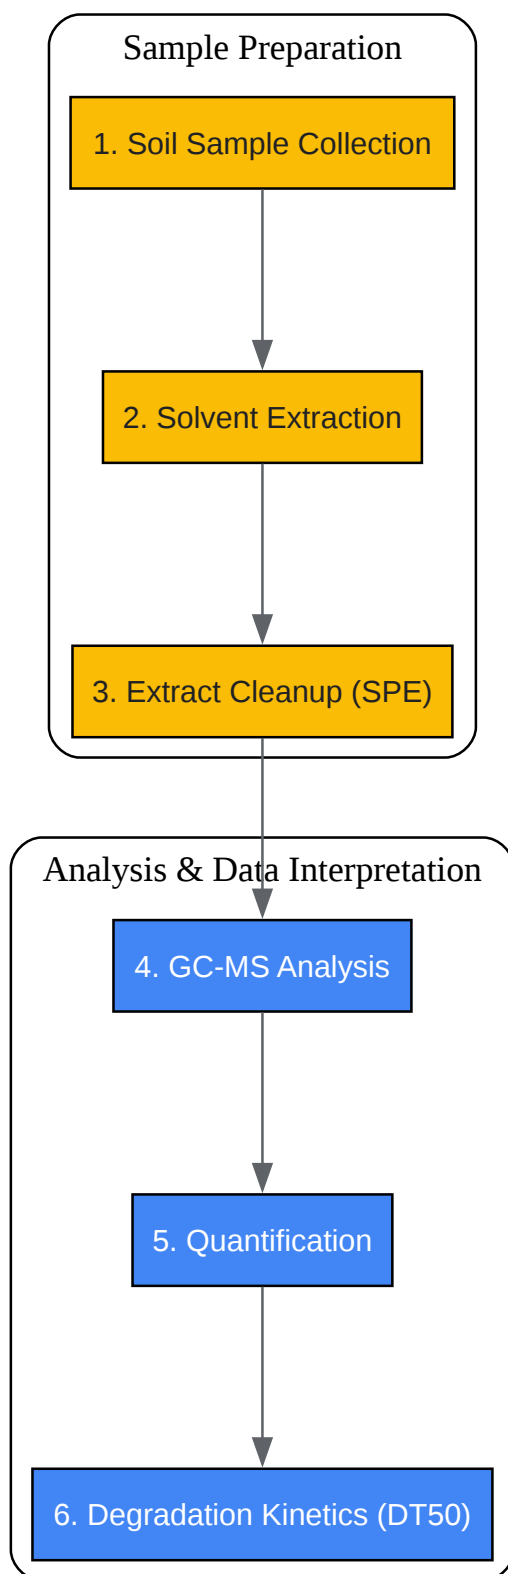 Sample Preparation
1. Soil Sample Collection
2. Solvent Extraction
3. Extract Cleanup (SPE)
Analysis & Data Interpretation
4. GC-MS Analysis
5. Quantification
6. Degradation Kinetics (DT50)